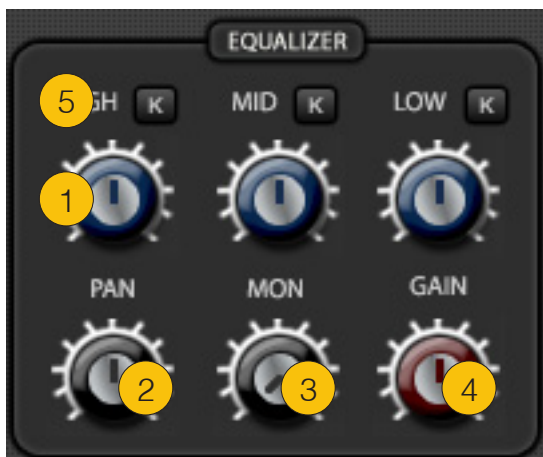 EQUALIZER
5 GH K MID K LOW K
1
PAN MON GAIN
2 3 4